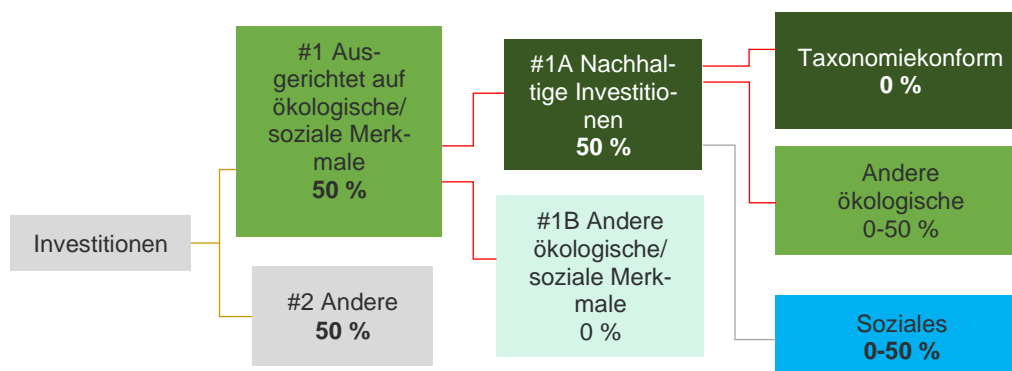 Investitionen
#1 Aus-
gerichtet auf
ökologische/
soziale Merk-
male
50 %
#2 Andere
50 %
#1A Nachhal-
tige Investitio-
nen
50 %
#1B Andere
ökologische/
soziale Merk-
male
0 %
Taxonomiekonform
0 %
Andere
ökologische
0-50 %
Soziales
0-50 %